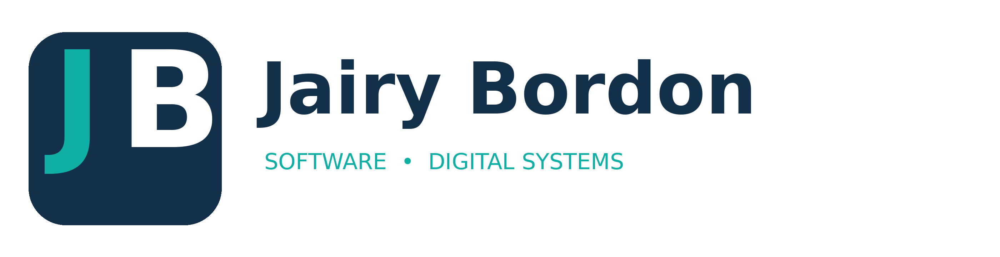 JB
Jairy Bordon
SOFTWARE • DIGITAL SYSTEMS